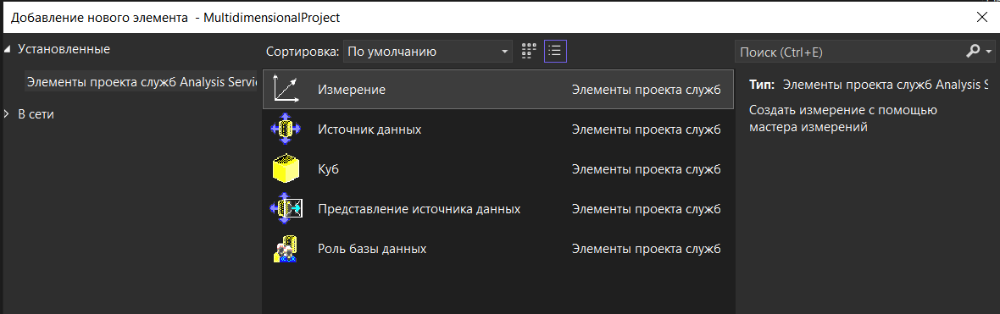 Добавление нового элемента - MultidimensionalProject
Установленные
Элементы проекта служб Analysis Servi
В сети
Сортировка: По умолчанию
Измерение Элементы проекта служб
Источник данных Элементы проекта служб
Куб Элементы проекта служб
Представление источника данных Элементы проекта служб
Роль базы данных Элементы проекта служб
Поиск (Ctrl+E)
Тип: Элементы проекта служб Analysis S
Создать измерение с помощью
мастера измерений